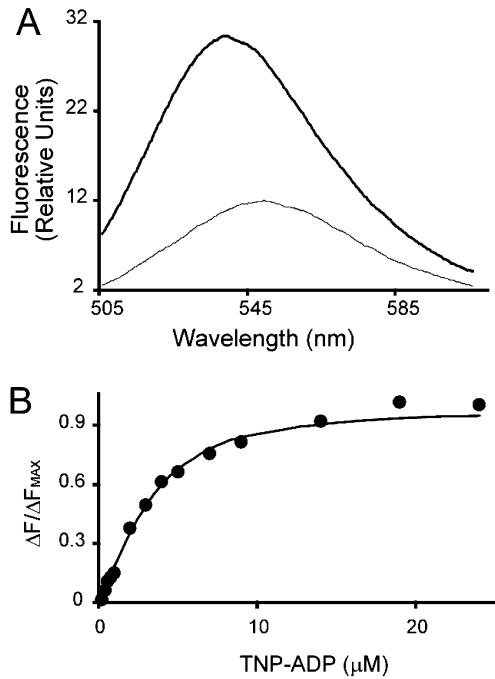 A
32
22
12
2
Fluorescence
(Relative Units)
505
545
585
Wavelength (nm)
B
0.9
0.6
0.3
0
ΔF/ΔFMAX
0
10
20
TNP-ADP (μM)